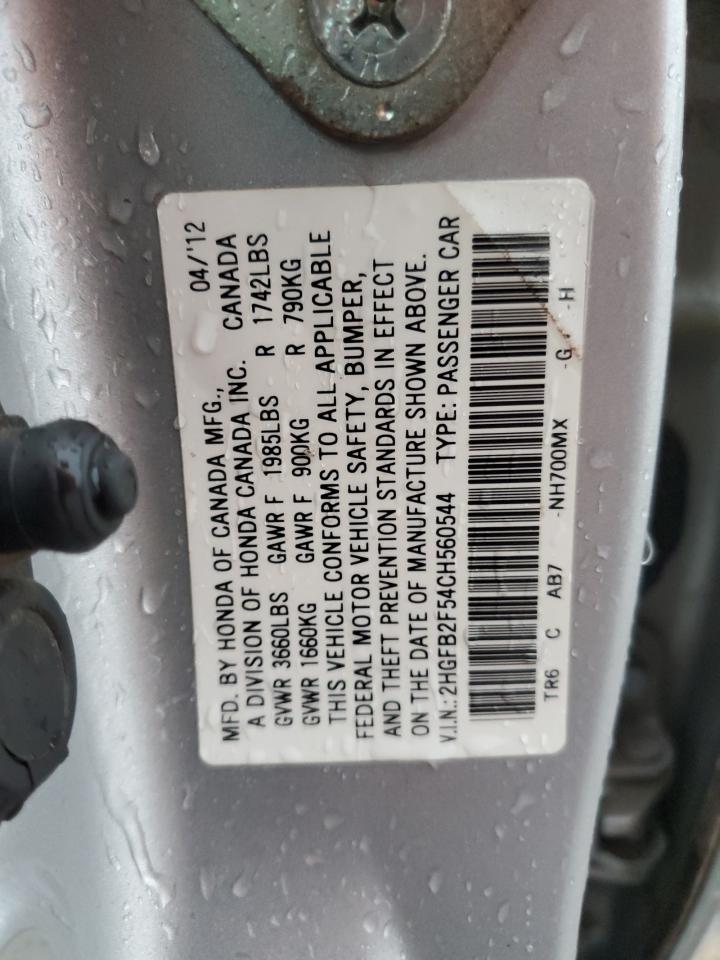 MFD. BY HONDA OF CANADA MFG., 04/'12
A DIVISION OF HONDA CANADA INC. CANADA
GVWR 3660LBS GAWR F 1985LBS R 1742LBS
GVWR 1660KG GAWR F 900KG R 790KG
THIS VEHICLE CONFORMS TO ALL APPLICABLE
FEDERAL MOTOR VEHICLE SAFETY, BUMPER,
AND THEFT PREVENTION STANDARDS IN EFFECT
ON THE DATE OF MANUFACTURE SHOWN ABOVE.
V.I.N.: 2HGFB2F54CH560544 TYPE: PASSENGER CAR
TR6 C AB7 -NH700MX -G -H